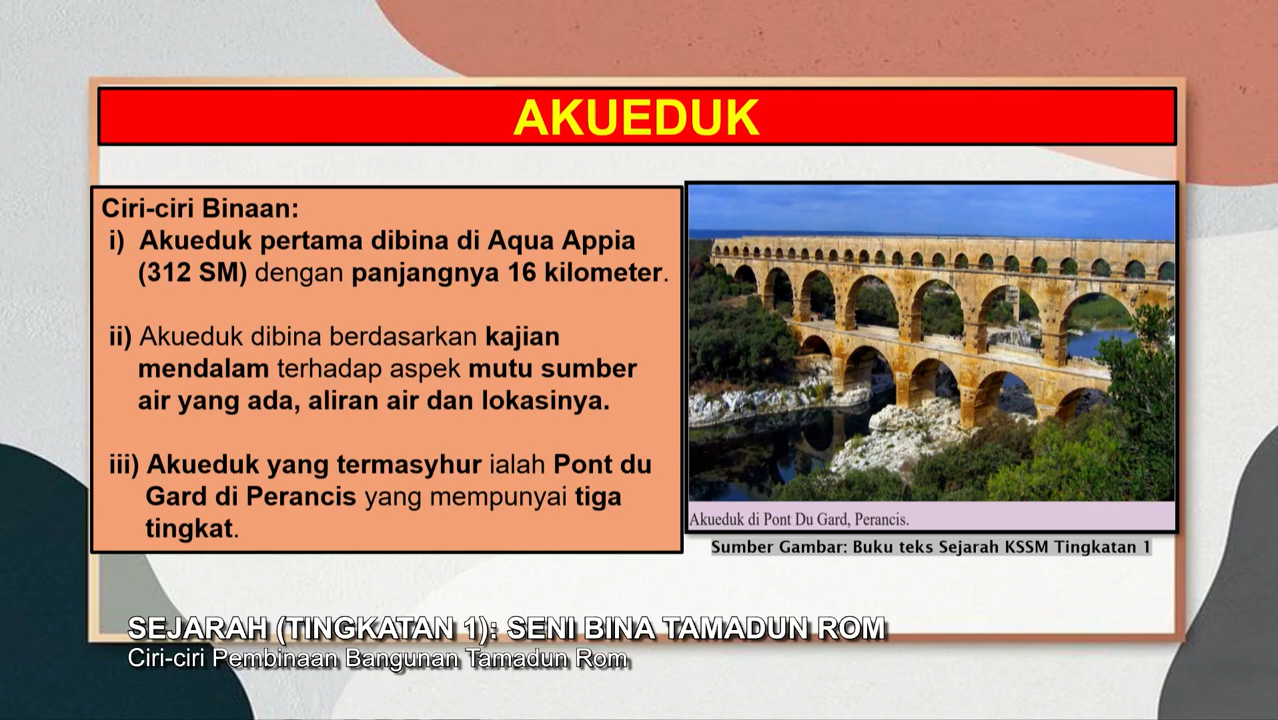 AKUEDUK
Ciri-ciri Binaan:
i) Akueduk pertama dibina di Aqua Appia
(312 SM) dengan panjangnya 16 kilometer.
ii) Akueduk dibina berdasarkan kajian
mendalam terhadap aspek mutu sumber
air yang ada, aliran air dan lokasinya.
iii) Akueduk yang termasyhur ialah Pont du
Gard di Perancis yang mempunyai tiga
tingkat.
Akueduk di Pont Du Gard, Perancis.
Sumber Gambar: Buku teks Sejarah KSSM Tingkatan 1
SEJARAH (TINGKATAN 1): SENI BINA TAMADUN ROM
Ciri-ciri Pembinaan Bangunan Tamadun Rom